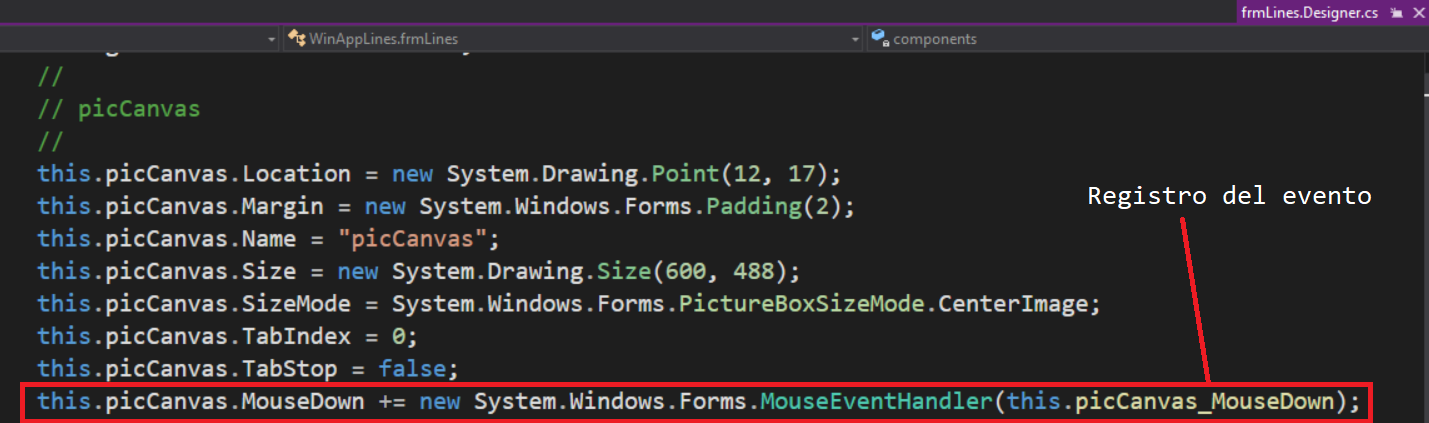 frmLines.Designer.cs
WinAppLines.frmLines
components
//
// picCanvas
//
this.picCanvas.Location = new System.Drawing.Point(12, 17);
this.picCanvas.Margin = new System.Windows.Forms.Padding(2);
this.picCanvas.Name = "picCanvas";
this.picCanvas.Size = new System.Drawing.Size(600, 488);
this.picCanvas.SizeMode = System.Windows.Forms.PictureBoxSizeMode.CenterImage;
this.picCanvas.TabIndex = 0;
this.picCanvas.TabStop = false;
this.picCanvas.MouseDown += new System.Windows.Forms.MouseEventHandler(this.picCanvas_MouseDown);
Registro del evento